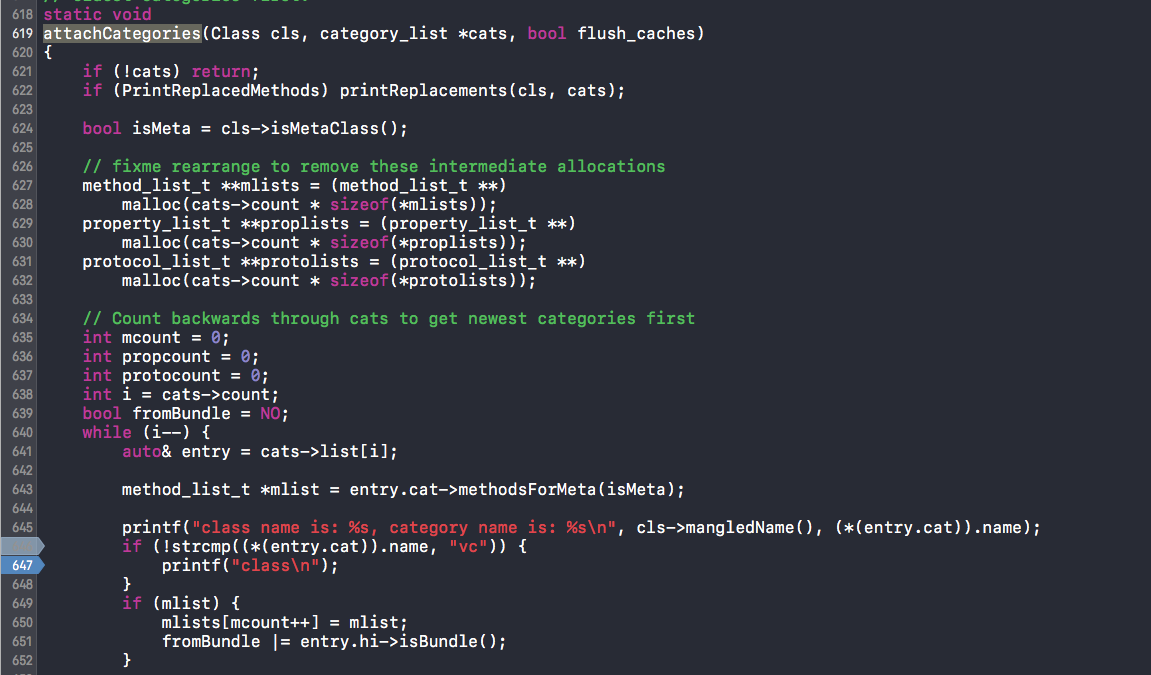 618 static void
619 attachCategories(Class cls, category_list *cats, bool flush_caches)
620 {
621     if (!cats) return;
622     if (PrintReplacedMethods) printReplacements(cls, cats);
623
624     bool isMeta = cls->isMetaClass();
625
626     // fixme rearrange to remove these intermediate allocations
627     method_list_t **mlists = (method_list_t **)
628         malloc(cats->count * sizeof(*mlists));
629     property_list_t **proplists = (property_list_t **)
630         malloc(cats->count * sizeof(*proplists));
631     protocol_list_t **protolists = (protocol_list_t **)
632         malloc(cats->count * sizeof(*protolists));
633
634     // Count backwards through cats to get newest categories first
635     int mcount = 0;
636     int propcount = 0;
637     int protocount = 0;
638     int i = cats->count;
639     bool fromBundle = NO;
640     while (i--) {
641         auto& entry = cats->list[i];
642
643         method_list_t *mlist = entry.cat->methodsForMeta(isMeta);
644
645         printf("class name is: %s, category name is: %s\n", cls->mangledName(), (*(entry.cat)).name);
        if (!strcmp((*(entry.cat)).name, "vc")) {
647             printf("class\n");
648         }
649         if (mlist) {
650             mlists[mcount++] = mlist;
651             fromBundle |= entry.hi->isBundle();
652         }